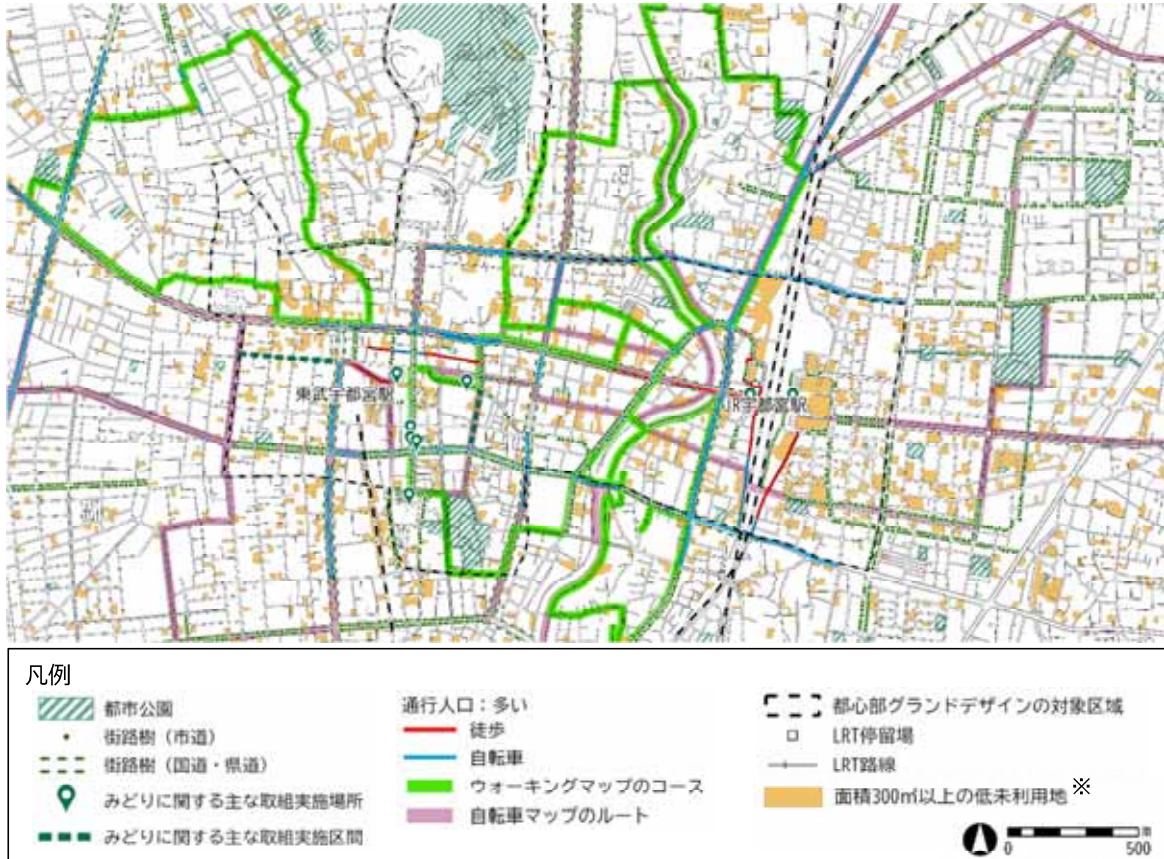 東武宇都宮駅
JR宇都宮駅
凡例
都市公園
街路樹(市道)
街路樹(国道・県道)
みどりに関する主な取組実施場所
みどりに関する主な取組実施区間
通行人口:多い
徒歩
自転車
ウォーキングマップのコース
自転車マップのルート
都心部グランドデザインの対象区域
LRT停留場
LRT路線
面積300㎡以上の低未利用地※
0 500 m